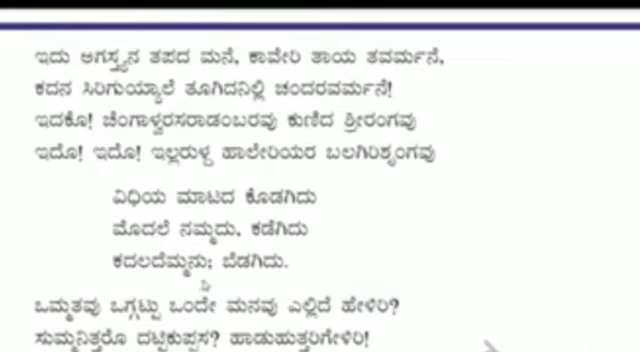 ಇದು ಅಗಸ್ತ್ಯನ ತಪದ ಮನೆ, ಕಾವೇರಿ ತಾಯ ತವರ್ಮನೆ,
ಕದನ ಸಿರಿಗುಯ್ಯಾಲೆ ತೂಗಿದನಿಲ್ಲಿ ಚಂದರವರ್ಮನೆ!
ಇದಕೊ! ಚೆಂಗಾಳ್ವರಸರಾಡಂಬರವು ಕುಣಿದ ಶ್ರೀರಂಗವು
ಇದೊ! ಇದೊ! ಇಲ್ಲರುಳ್ದ ಹಾಲೇರಿಯರ ಬಲಗಿರಿಶೃಂಗವು
ವಿಧಿಯ ಮಾಟದ ಕೊಡಗಿದು
ಮೊದಲೆ ನಮ್ಮದು, ಕಡೆಗಿದು
ಕದಲದೆಮ್ಮನು; ಬೆಡಗಿದು.
ಒಮ್ಮತವು ಒಗ್ಗಟ್ಟು ಒಂದೇ ಮನವು ಎಲ್ಲಿದೆ ಹೇಳಿರಿ?
ಸುಮ್ಮನಿತ್ತರೊ ದಟ್ಟಿಕುಪ್ಪಸ? ಹಾಡುಹುತ್ತರಿಗೇಳಿರಿ!